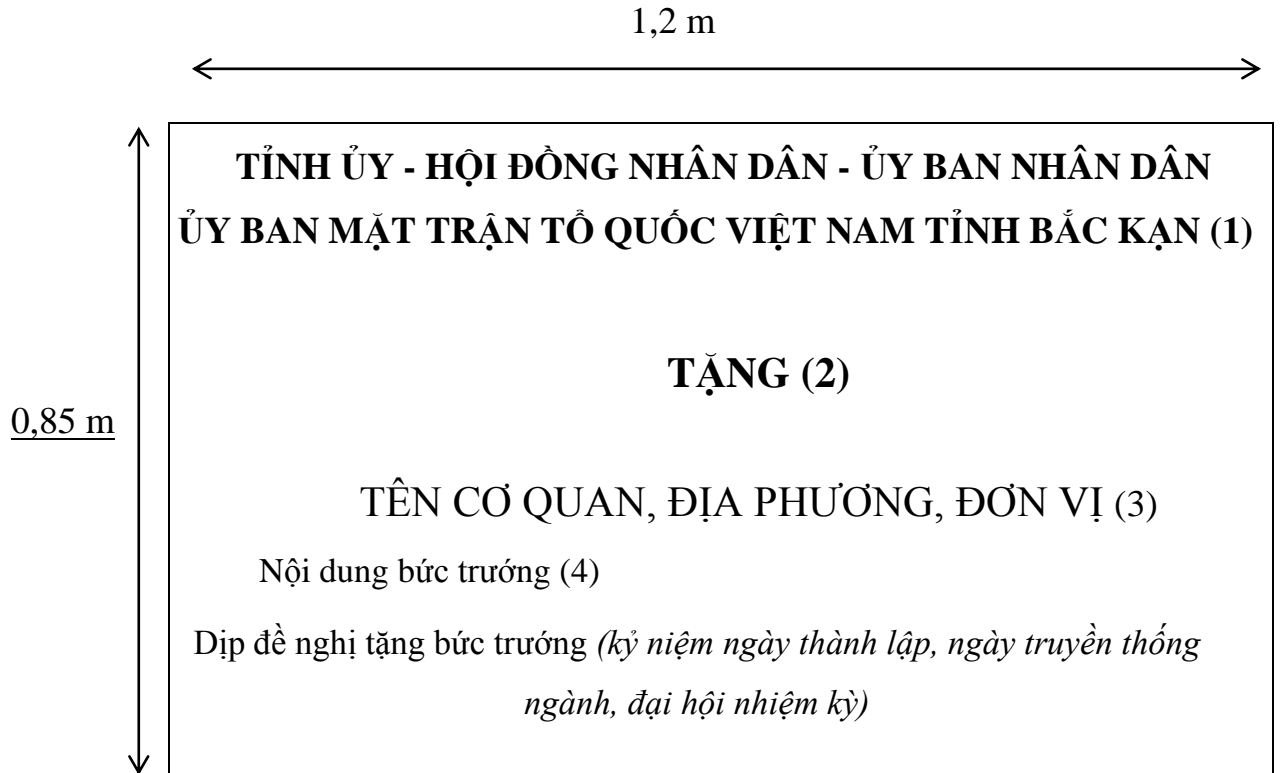 1,2 m
TỈNH ỦY - HỘI ĐỒNG NHÂN DÂN - ỦY BAN NHÂN DÂN
ỦY BAN MẶT TRẬN TỔ QUỐC VIỆT NAM TỈNH BẮC KẠN (1)
TẶNG (2)
0,85 m
TÊN CƠ QUAN, ĐỊA PHƯƠNG, ĐƠN VỊ (3)
Nội dung bức trướng (4)
Dịp đề nghị tặng bức trướng (kỷ niệm ngày thành lập, ngày truyền thống
ngành, đại hội nhiệm kỳ)